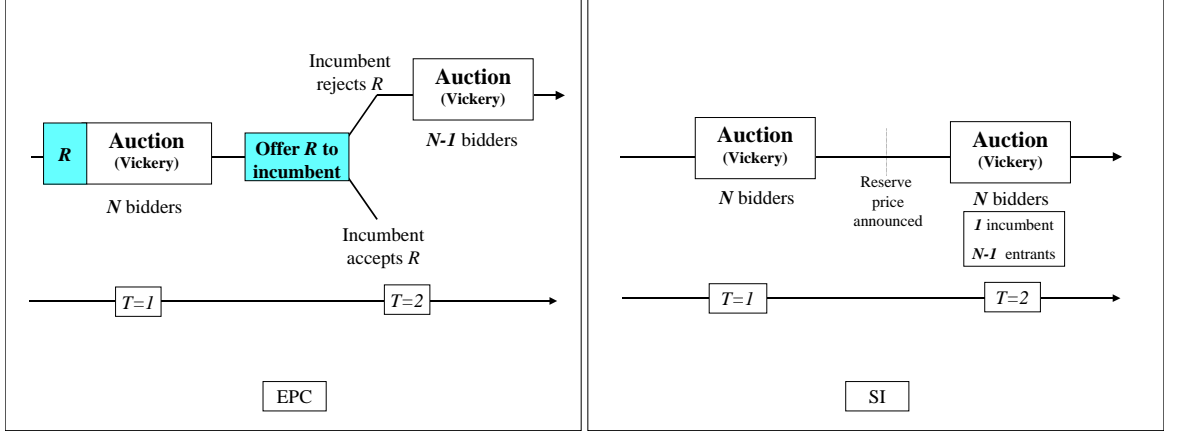 Incumbent
rejects R
Auction
(Vickery)
N-1 bidders
R
Auction
(Vickery)
N bidders
Offer R to
incumbent
Incumbent
accepts R
T=1
T=2
EPC
Auction
(Vickery)
N bidders
Reserve
price
announced
Auction
(Vickery)
N bidders
1 incumbent
N-1 entrants
T=1
T=2
SI